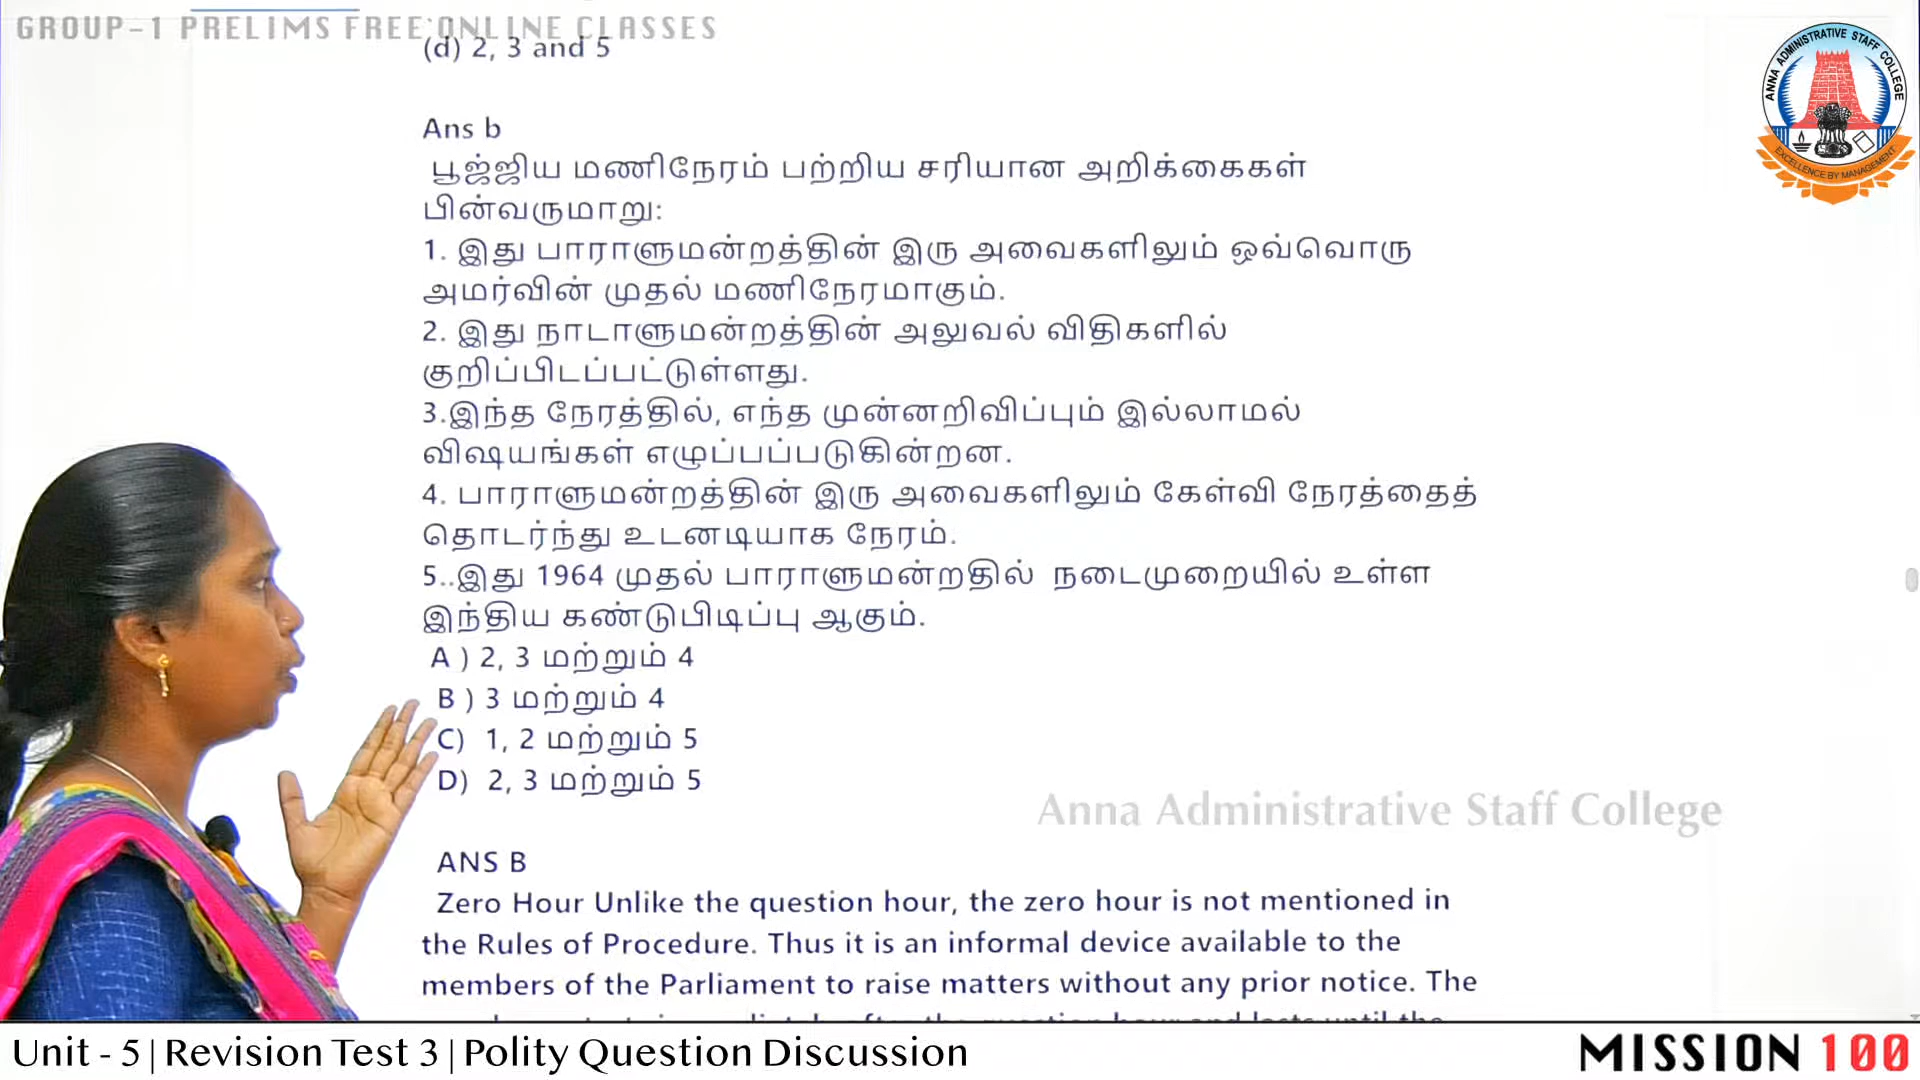 GROUP-1 PRELIMS FREE ONLINE CLASSES
(d) 2, 3 and 5
ANNA ADMINISTRATIVE STAFF COLLEGE
EXCELLENCE BY MANAGEMENT
Ans b
பூஜ்ஜிய மணிநேரம் பற்றிய சரியான அறிக்கைகள்
பின்வருமாறு:
1. இது பாராளுமன்றத்தின் இரு அவைகளிலும் ஒவ்வொரு
அமர்வின் முதல் மணிநேரமாகும்.
2. இது நாடாளுமன்றத்தின் அலுவல் விதிகளில்
குறிப்பிடப்பட்டுள்ளது.
3.இந்த நேரத்தில், எந்த முன்னறிவிப்பும் இல்லாமல்
விஷயங்கள் எழுப்பப்படுகின்றன.
4. பாராளுமன்றத்தின் இரு அவைகளிலும் கேள்வி நேரத்தைத்
தொடர்ந்து உடனடியாக நேரம்.
5..இது 1964 முதல் பாராளுமன்றதில் நடைமுறையில் உள்ள
இந்திய கண்டுபிடிப்பு ஆகும்.
A ) 2, 3 மற்றும் 4
B ) 3 மற்றும் 4
C) 1, 2 மற்றும் 5
D) 2, 3 மற்றும் 5
Anna Administrative Staff College
ANS B
Zero Hour Unlike the question hour, the zero hour is not mentioned in
the Rules of Procedure. Thus it is an informal device available to the
members of the Parliament to raise matters without any prior notice. The
Unit - 5 | Revision Test 3 | Polity Question Discussion
MISSION 100